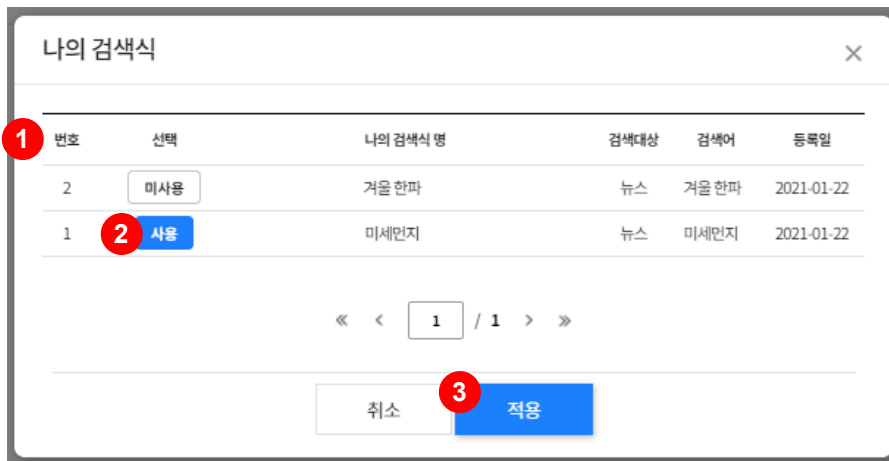 나의 검색식 ×
1 번호 선택 나의 검색식 명 검색대상 검색어 등록일
2 미사용 겨울 한파 뉴스 겨울 한파 2021-01-22
1 2 사용 미세먼지 뉴스 미세먼지 2021-01-22
« < 1 / 1 > »
취소 3 적용